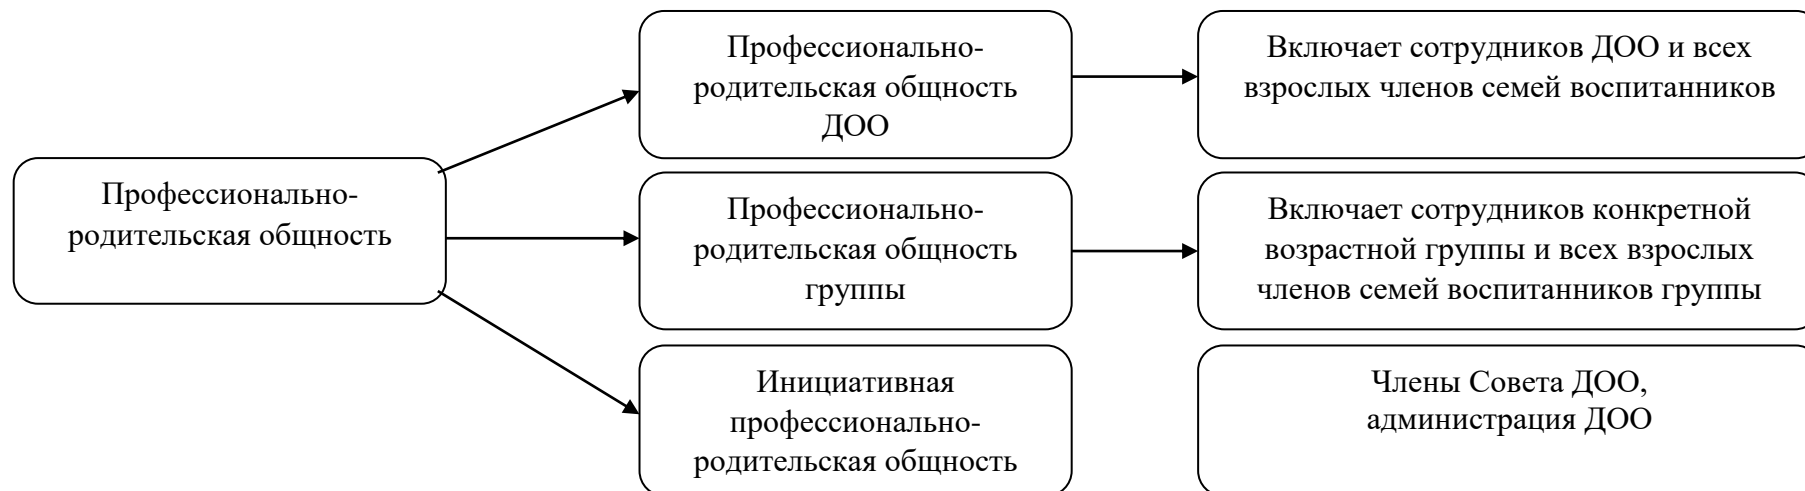 Профессионально-
родительская общность
Профессионально-
родительская общность
ДОО
Включает сотрудников ДОО и всех
взрослых членов семей воспитанников
Профессионально-
родительская общность
группы
Включает сотрудников конкретной
возрастной группы и всех взрослых
членов семей воспитанников группы
Инициативная
профессионально-
родительская общность
Члены Совета ДОО,
администрация ДОО